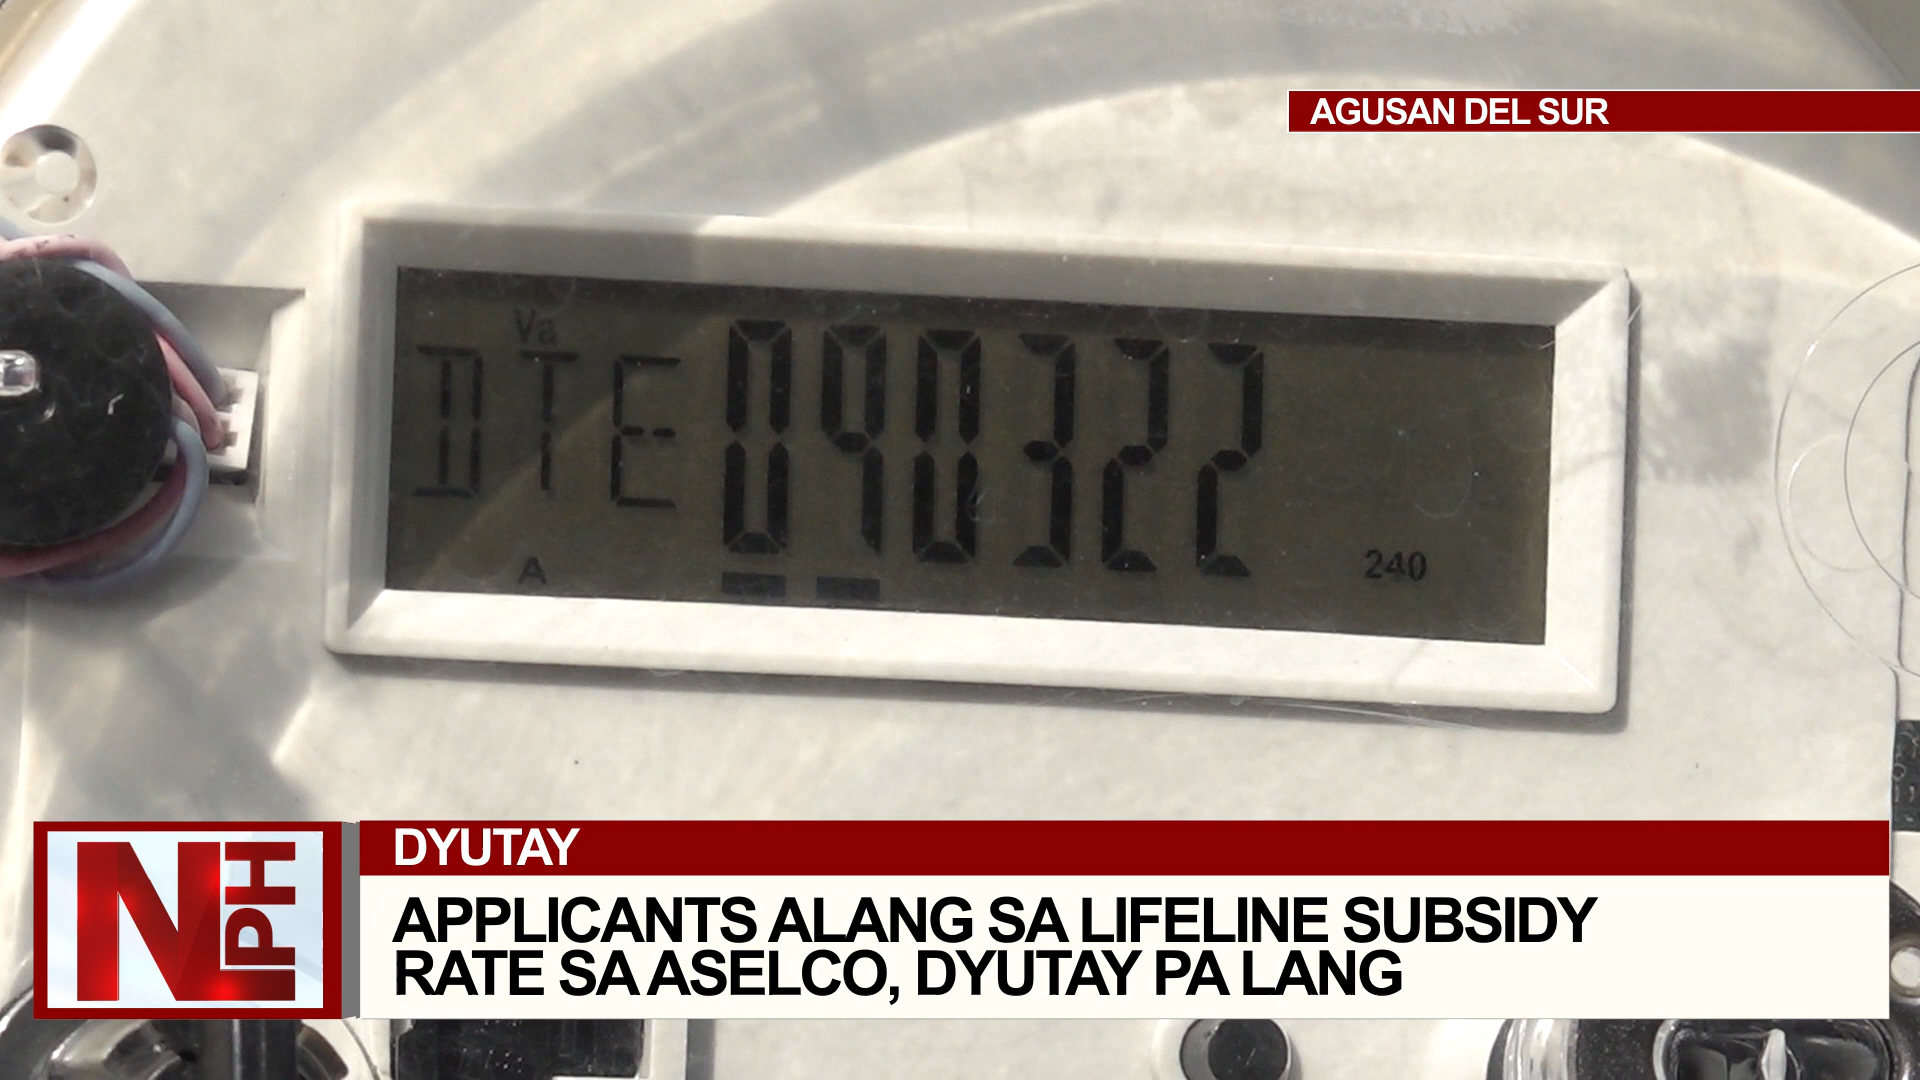 AGUSAN DEL SUR
Va
DTE 090322
A
240
DYUTAY
NPH
APPLICANTS ALANG SA LIFELINE SUBSIDY
RATE SA ASELCO, DYUTAY PA LANG